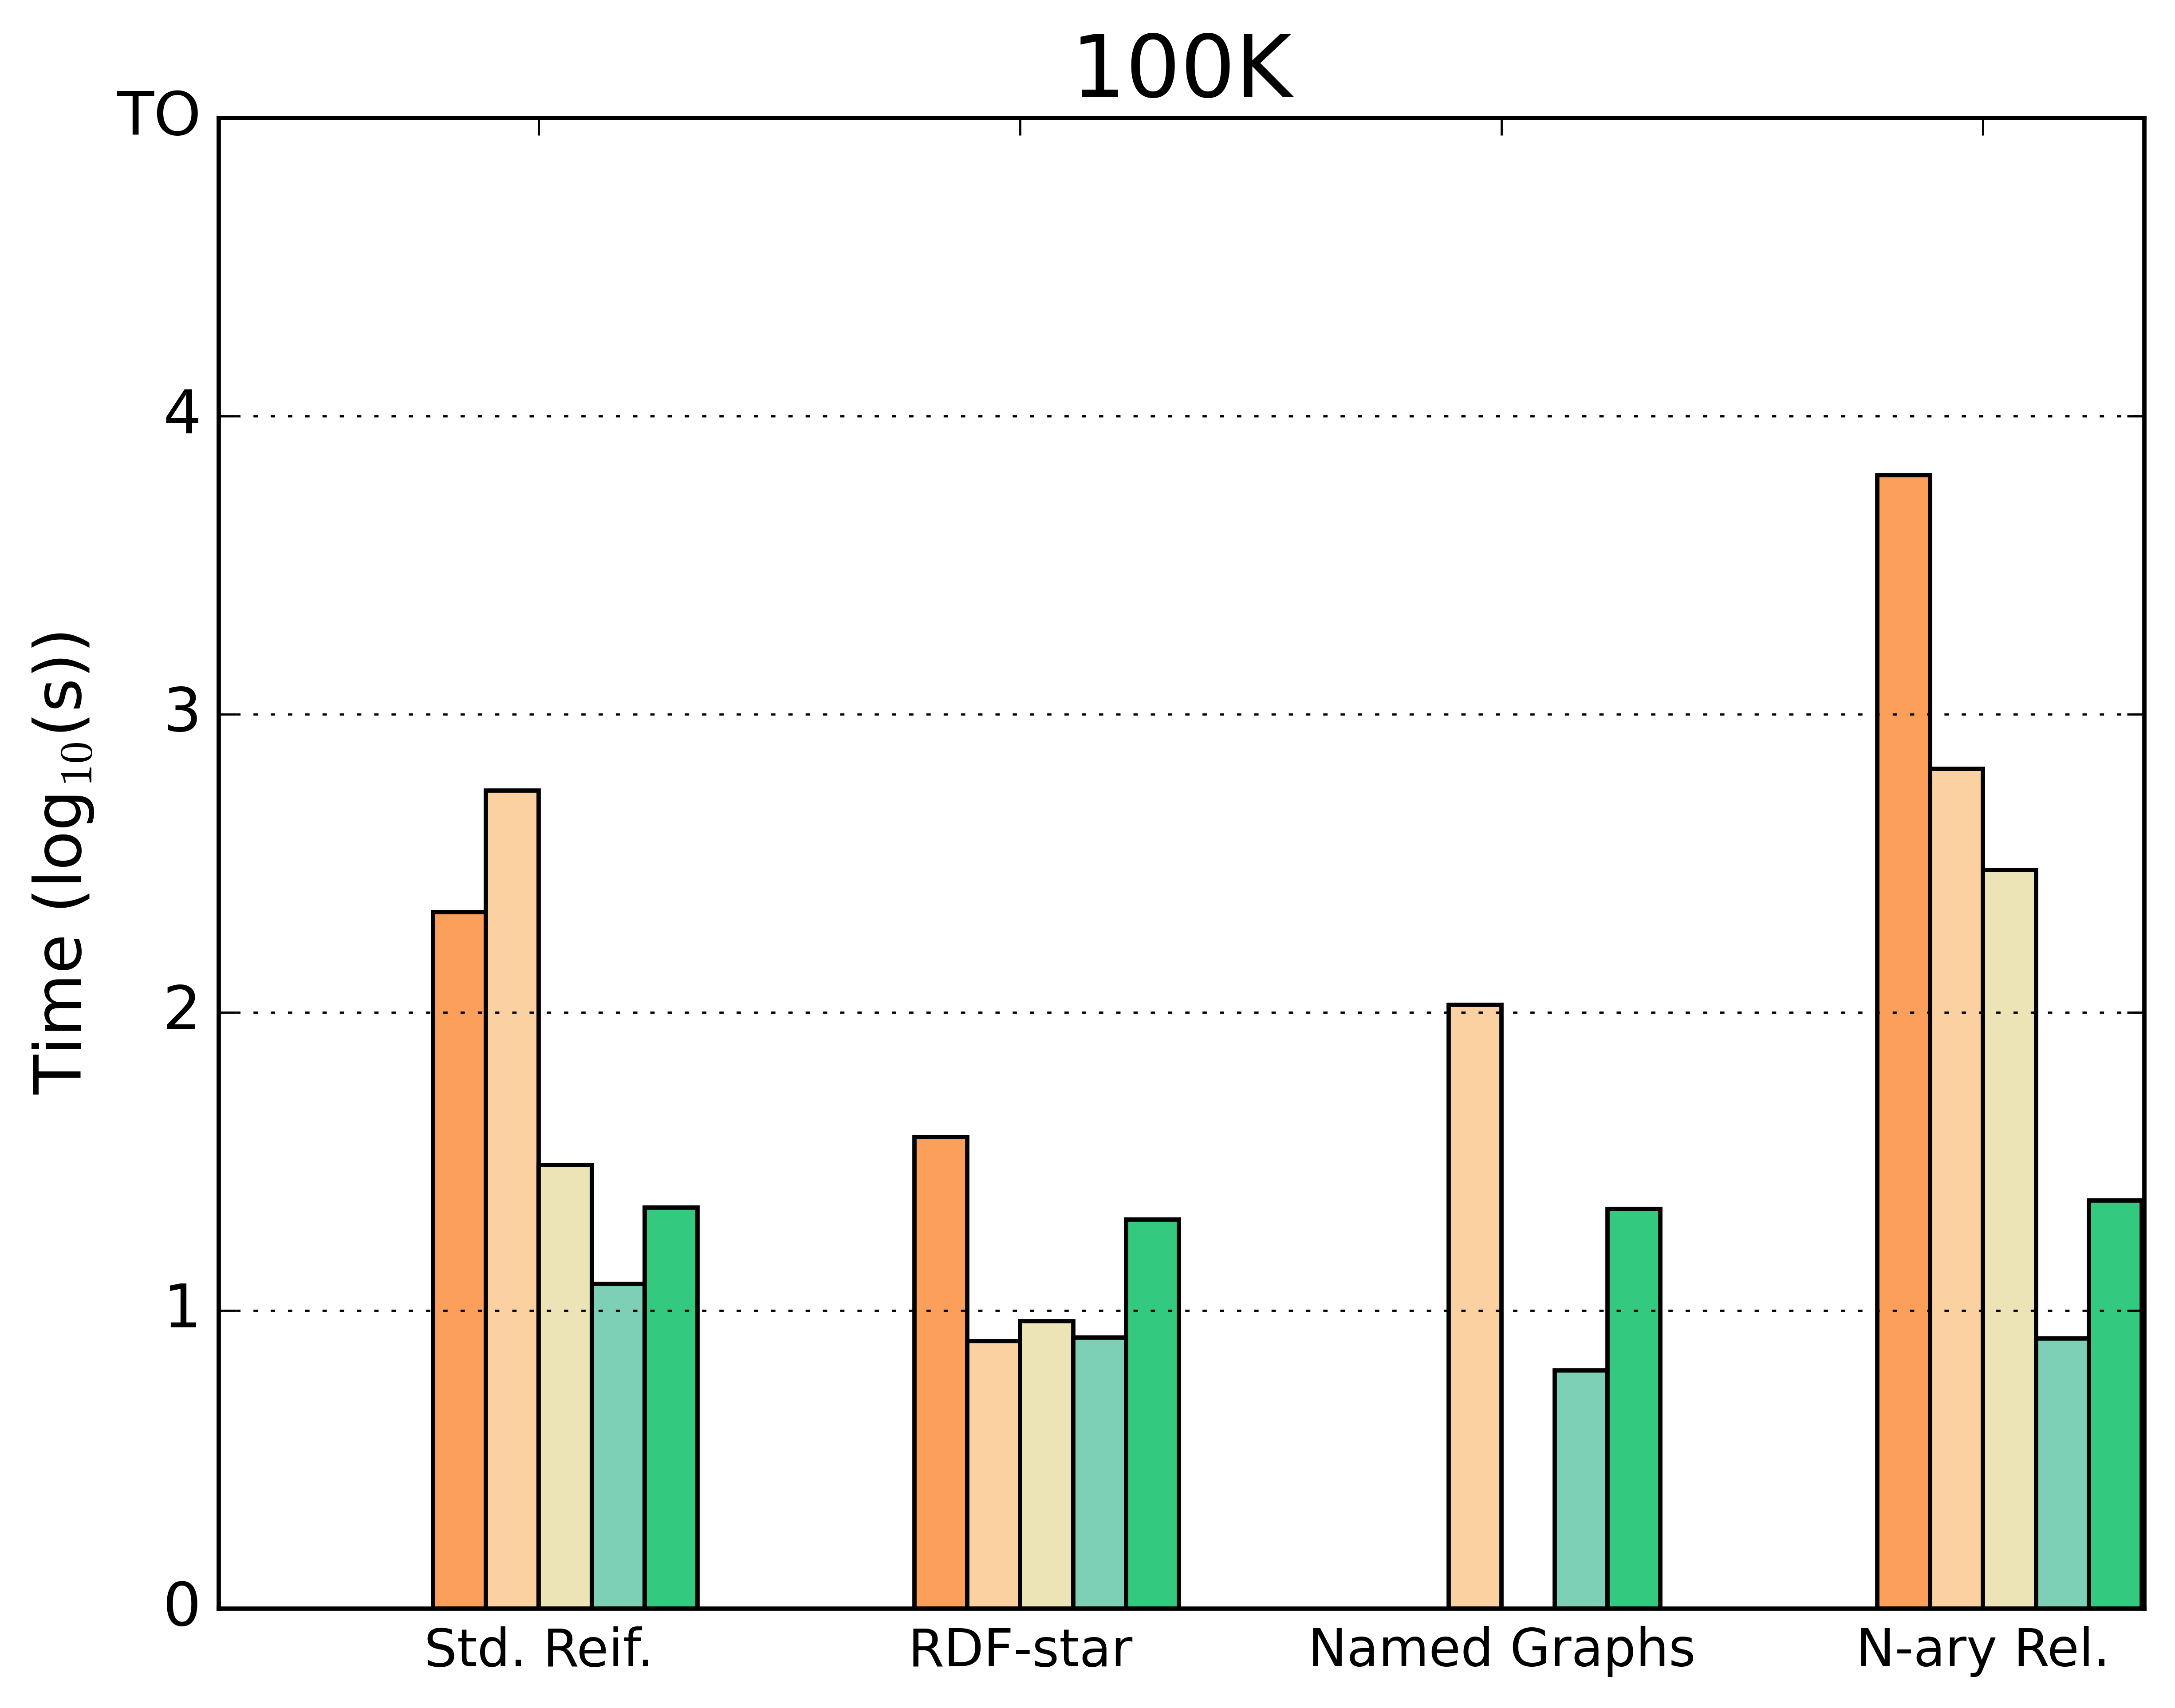 100K
TO
4
3
2
1
0
Time (log₁₀(s))
Std. Reif.
RDF-star
Named Graphs
N-ary Rel.